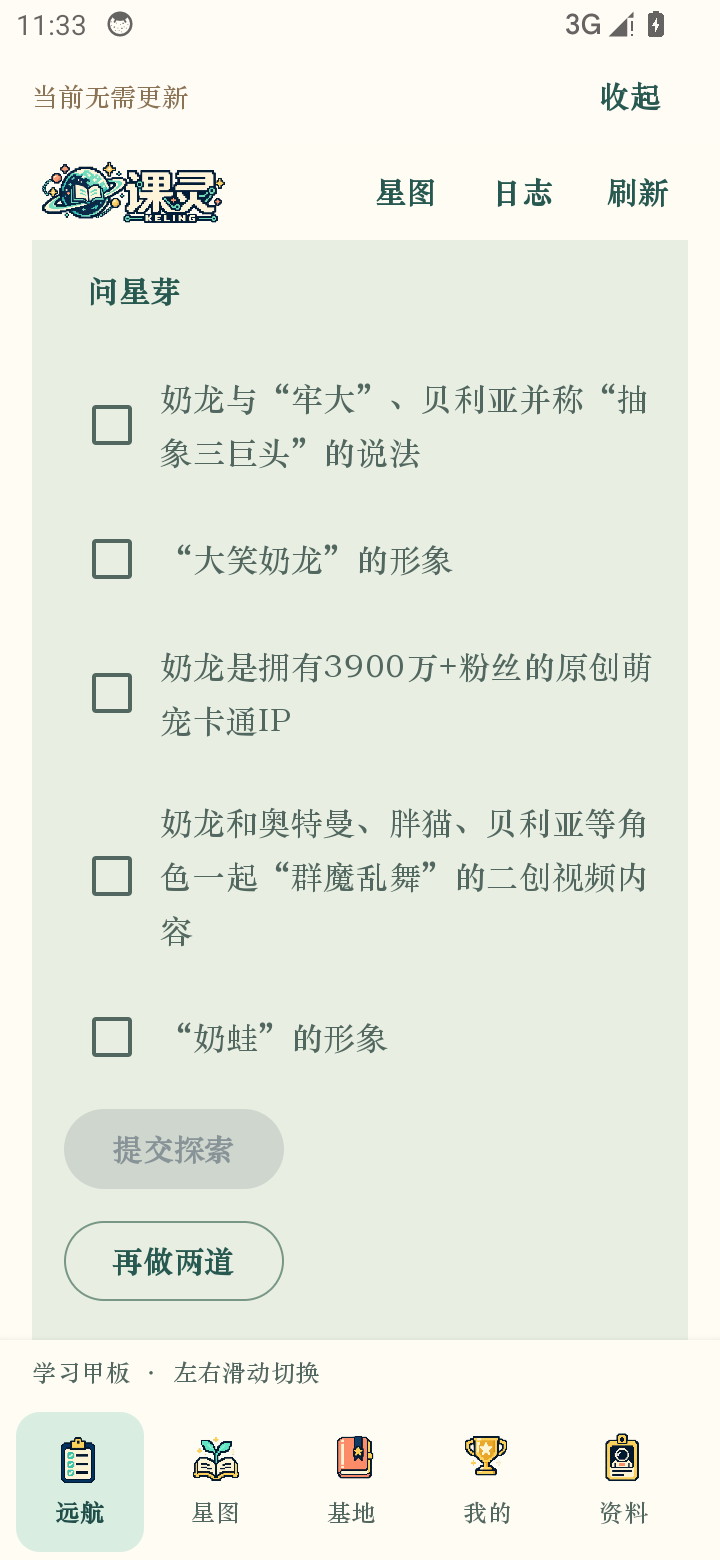 11:33
3G
当前无需更新
收起
课灵
KELING
星图
日志
刷新
问星芽
奶龙与“牢大”、贝利亚并称“抽
象三巨头”的说法
“大笑奶龙”的形象
奶龙是拥有3900万+粉丝的原创萌
宠卡通IP
奶龙和奥特曼、胖猫、贝利亚等角
色一起“群魔乱舞”的二创视频内
容
“奶蛙”的形象
提交探索
再做两道
学习甲板 · 左右滑动切换
远航
星图
基地
我的
资料